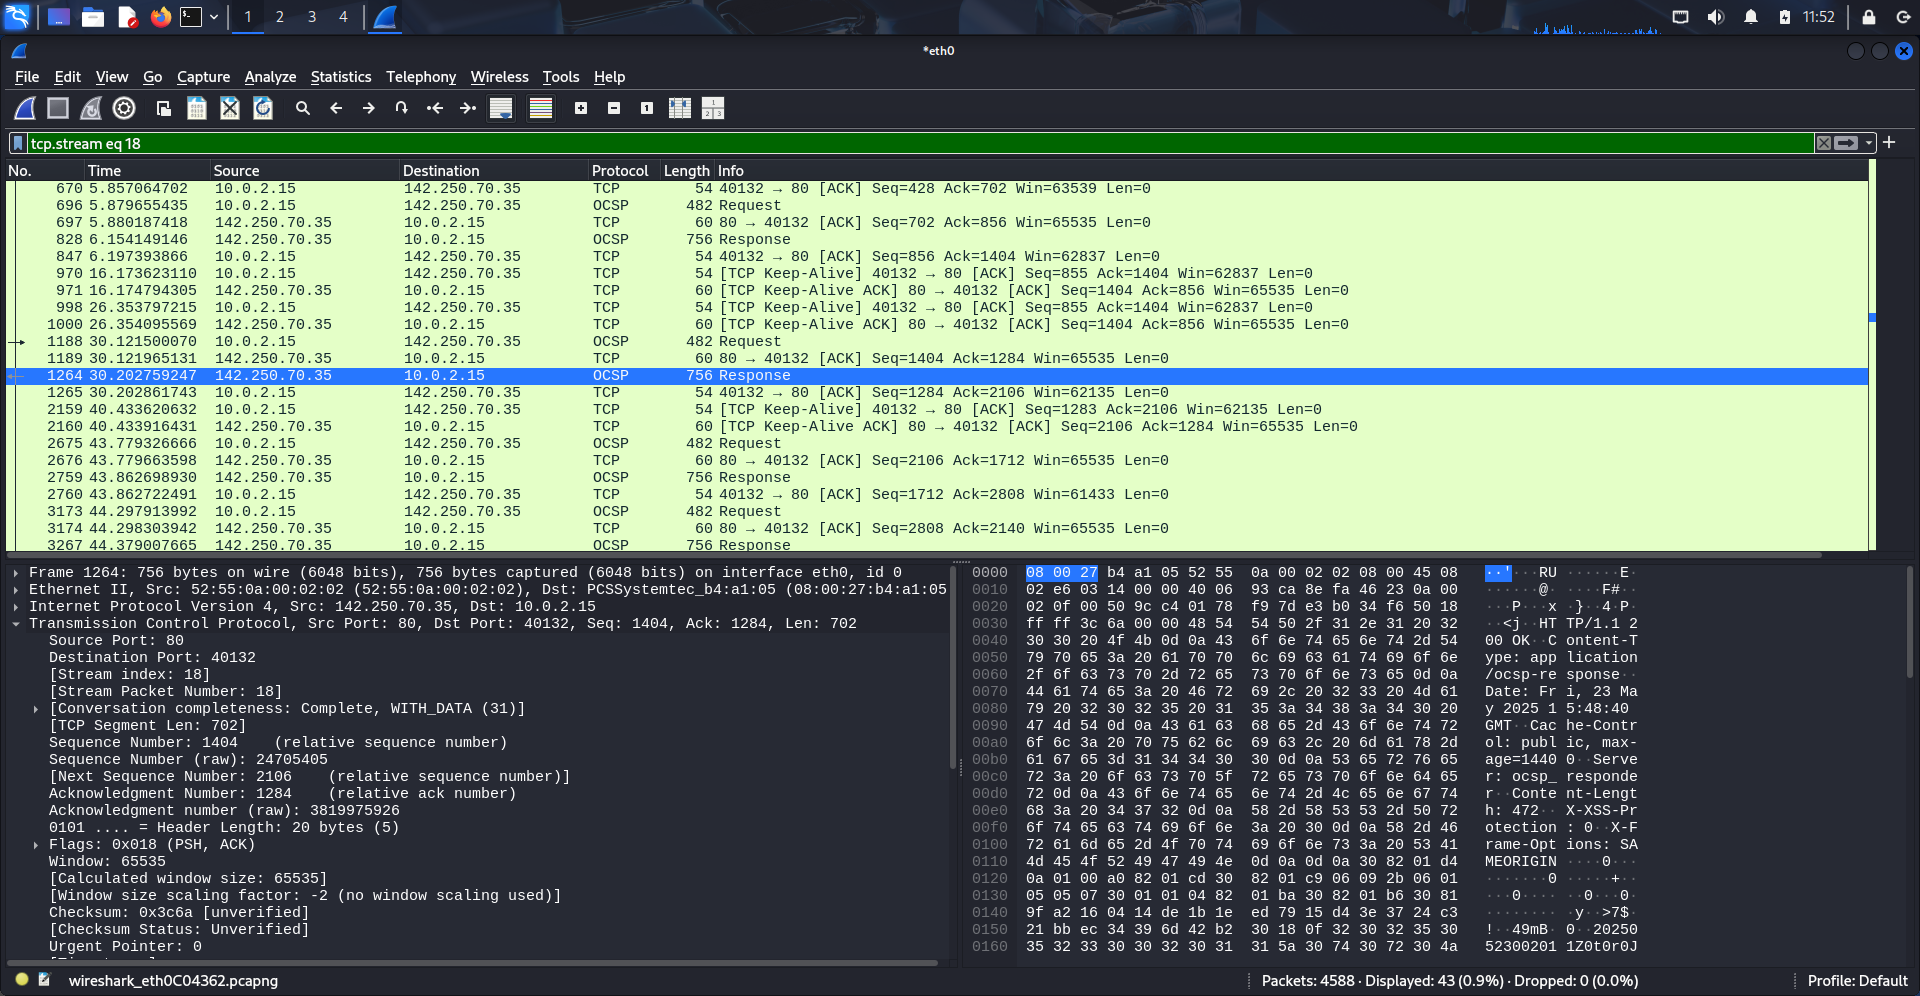 1 2 3 4 11:52
*eth0
File Edit View Go Capture Analyze Statistics Telephony Wireless Tools Help
tcp.stream eq 18
No. Time Source Destination Protocol Length Info
670 5.857064702 10.0.2.15 142.250.70.35 TCP 54 40132 → 80 [ACK] Seq=428 Ack=702 Win=63539 Len=0
696 5.879655435 10.0.2.15 142.250.70.35 OCSP 482 Request
697 5.880187418 142.250.70.35 10.0.2.15 TCP 60 80 → 40132 [ACK] Seq=702 Ack=856 Win=65535 Len=0
828 6.154149146 142.250.70.35 10.0.2.15 OCSP 756 Response
847 6.197393866 10.0.2.15 142.250.70.35 TCP 54 40132 → 80 [ACK] Seq=856 Ack=1404 Win=62837 Len=0
970 16.173623110 10.0.2.15 142.250.70.35 TCP 54 [TCP Keep-Alive] 40132 → 80 [ACK] Seq=855 Ack=1404 Win=62837 Len=0
971 16.174794305 142.250.70.35 10.0.2.15 TCP 60 [TCP Keep-Alive ACK] 80 → 40132 [ACK] Seq=1404 Ack=856 Win=65535 Len=0
998 26.353797215 10.0.2.15 142.250.70.35 TCP 54 [TCP Keep-Alive] 40132 → 80 [ACK] Seq=855 Ack=1404 Win=62837 Len=0
1000 26.354095569 142.250.70.35 10.0.2.15 TCP 60 [TCP Keep-Alive ACK] 80 → 40132 [ACK] Seq=1404 Ack=856 Win=65535 Len=0
1188 30.121500070 10.0.2.15 142.250.70.35 OCSP 482 Request
1189 30.121965131 142.250.70.35 10.0.2.15 TCP 60 80 → 40132 [ACK] Seq=1404 Ack=1284 Win=65535 Len=0
1264 30.202759247 142.250.70.35 10.0.2.15 OCSP 756 Response
1265 30.202861743 10.0.2.15 142.250.70.35 TCP 54 40132 → 80 [ACK] Seq=1284 Ack=2106 Win=62135 Len=0
2159 40.433620632 10.0.2.15 142.250.70.35 TCP 54 [TCP Keep-Alive] 40132 → 80 [ACK] Seq=1283 Ack=2106 Win=62135 Len=0
2160 40.433916431 142.250.70.35 10.0.2.15 TCP 60 [TCP Keep-Alive ACK] 80 → 40132 [ACK] Seq=2106 Ack=1284 Win=65535 Len=0
2675 43.779326666 10.0.2.15 142.250.70.35 OCSP 482 Request
2676 43.779663598 142.250.70.35 10.0.2.15 TCP 60 80 → 40132 [ACK] Seq=2106 Ack=1712 Win=65535 Len=0
2759 43.862698930 142.250.70.35 10.0.2.15 OCSP 756 Response
2760 43.862722491 10.0.2.15 142.250.70.35 TCP 54 40132 → 80 [ACK] Seq=1712 Ack=2808 Win=61433 Len=0
3173 44.297913992 10.0.2.15 142.250.70.35 OCSP 482 Request
3174 44.298303942 142.250.70.35 10.0.2.15 TCP 60 80 → 40132 [ACK] Seq=2808 Ack=2140 Win=65535 Len=0
3267 44.379007665 142.250.70.35 10.0.2.15 OCSP 756 Response
Frame 1264: 756 bytes on wire (6048 bits), 756 bytes captured (6048 bits) on interface eth0, id 0
Ethernet II, Src: 52:55:0a:00:02:02 (52:55:0a:00:02:02), Dst: PCSSystemtec_b4:a1:05 (08:00:27:b4:a1:05
Internet Protocol Version 4, Src: 142.250.70.35, Dst: 10.0.2.15
Transmission Control Protocol, Src Port: 80, Dst Port: 40132, Seq: 1404, Ack: 1284, Len: 702
Source Port: 80
Destination Port: 40132
[Stream index: 18]
[Stream Packet Number: 18]
[Conversation completeness: Complete, WITH_DATA (31)]
[TCP Segment Len: 702]
Sequence Number: 1404 (relative sequence number)
Sequence Number (raw): 24705405
[Next Sequence Number: 2106 (relative sequence number)]
Acknowledgment Number: 1284 (relative ack number)
Acknowledgment number (raw): 3819975926
0101 .... = Header Length: 20 bytes (5)
Flags: 0x018 (PSH, ACK)
Window: 65535
[Calculated window size: 65535]
[Window size scaling factor: -2 (no window scaling used)]
Checksum: 0x3c6a [unverified]
[Checksum Status: Unverified]
Urgent Pointer: 0
0000 08 00 27 b4 a1 05 52 55 0a 00 02 02 08 00 45 08 ··'···RU ······E·
0010 02 e6 03 14 00 00 40 06 93 ca 8e fa 46 23 0a 00 ······@· ····F#··
0020 02 0f 00 50 9c c4 01 78 f9 7d e3 b0 34 f6 50 18 ···P···x ·}··4·P·
0030 ff ff 3c 6a 00 00 48 54 54 50 2f 31 2e 31 20 32 ··<j··HT TP/1.1 2
0040 30 30 20 4f 4b 0d 0a 43 6f 6e 74 65 6e 74 2d 54 00 OK··C ontent-T
0050 79 70 65 3a 20 61 70 70 6c 69 63 61 74 69 6f 6e ype: app lication
0060 2f 6f 63 73 70 2d 72 65 73 70 6f 6e 73 65 0d 0a /ocsp-re sponse··
0070 44 61 74 65 3a 20 46 72 69 2c 20 32 33 20 4d 61 Date: Fr i, 23 Ma
0080 79 20 32 30 32 35 20 31 35 3a 34 38 3a 34 30 20 y 2025 1 5:48:40
0090 47 4d 54 0d 0a 43 61 63 68 65 2d 43 6f 6e 74 72 GMT··Cac he-Contr
00a0 6f 6c 3a 20 70 75 62 6c 69 63 2c 20 6d 61 78 2d ol: publ ic, max-
00b0 61 67 65 3d 31 34 34 30 30 0d 0a 53 65 72 76 65 age=1440 0··Serve
00c0 72 3a 20 6f 63 73 70 5f 72 65 73 70 6f 6e 64 65 r: ocsp_ responde
00d0 72 0d 0a 43 6f 6e 74 65 6e 74 2d 4c 65 6e 67 74 r··Conte nt-Lengt
00e0 68 3a 20 34 37 32 0d 0a 58 2d 58 53 53 2d 50 72 h: 472·· X-XSS-Pr
00f0 6f 74 65 63 74 69 6f 6e 3a 20 30 0d 0a 58 2d 46 otection : 0··X-F
0100 72 61 6d 65 2d 4f 70 74 69 6f 6e 73 3a 20 53 41 rame-Opt ions: SA
0110 4d 45 4f 52 49 47 49 4e 0d 0a 0d 0a 30 82 01 d4 MEORIGIN ····0···
0120 0a 01 00 a0 82 01 cd 30 82 01 c9 06 09 2b 06 01 ·······0 ·····+··
0130 05 05 07 30 01 01 04 82 01 ba 30 82 01 b6 30 81 ···0···· ··0···0·
0140 9f a2 16 04 14 de 1b 1e ed 79 15 d4 3e 37 24 c3 ········ ·y··>7$·
0150 21 bb ec 34 39 6d 42 b2 30 18 0f 32 30 32 35 30 !··49mB· 0··20250
0160 35 32 33 30 30 32 30 31 31 5a 30 74 30 72 30 4a 52300201 1Z0t0r0J
wireshark_eth0C04362.pcapng Packets: 4588 · Displayed: 43 (0.9%) · Dropped: 0 (0.0%) Profile: Default